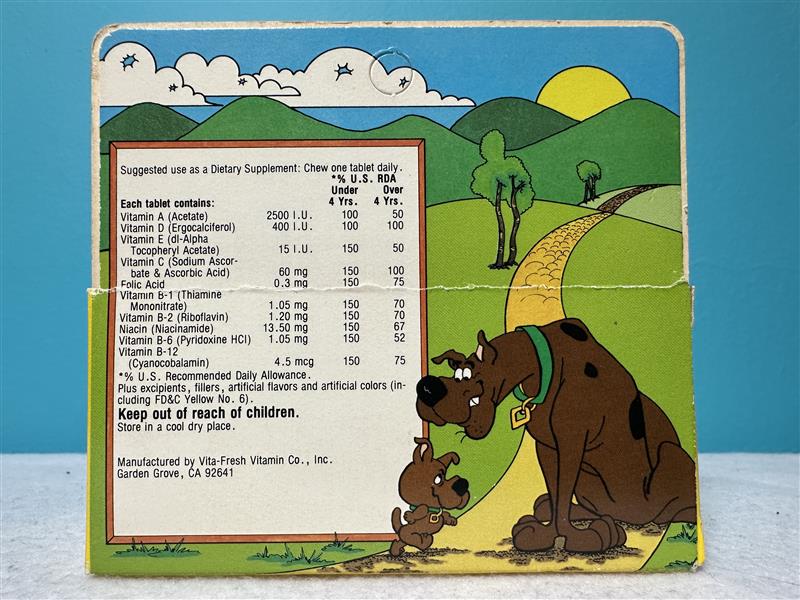 Suggested use as a Dietary Supplement: Chew one tablet daily.
*% U.S. RDA
Under Over
Each tablet contains: 4 Yrs. 4 Yrs.
Vitamin A (Acetate) 2500 I.U. 100 50
Vitamin D (Ergocalciferol) 400 I.U. 100 100
Vitamin E (dl-Alpha
Tocopheryl Acetate) 15 I.U. 150 50
Vitamin C (Sodium Ascor-
bate & Ascorbic Acid) 60 mg 150 100
Folic Acid 0.3 mg 150 75
Vitamin B-1 (Thiamine
Mononitrate) 1.05 mg 150 70
Vitamin B-2 (Riboflavin) 1.20 mg 150 70
Niacin (Niacinamide) 13.50 mg 150 67
Vitamin B-6 (Pyridoxine HCl) 1.05 mg 150 52
Vitamin B-12
(Cyanocobalamin) 4.5 mcg 150 75
*% U.S. Recommended Daily Allowance.
Plus excipients, fillers, artificial flavors and artificial colors (in-
cluding FD&C Yellow No. 6).
Keep out of reach of children.
Store in a cool dry place.
Manufactured by Vita-Fresh Vitamin Co., Inc.
Garden Grove, CA 92641